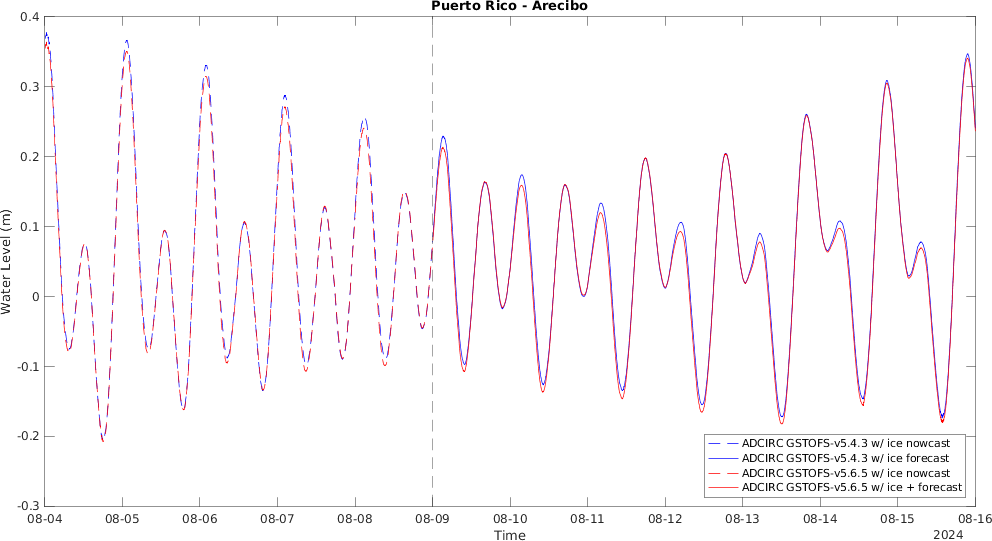 Puerto Rico - Arecibo
0.4
0.3
0.2
0.1
0
-0.1
-0.2
-0.3
Water Level (m)
ADCIRC GSTOFS-v5.4.3 w/ ice nowcast
ADCIRC GSTOFS-v5.4.3 w/ ice forecast
ADCIRC GSTOFS-v5.6.5 w/ ice nowcast
ADCIRC GSTOFS-v5.6.5 w/ ice + forecast
08-04 08-05 08-06 08-07 08-08 08-09 08-10 08-11 08-12 08-13 08-14 08-15 08-16
Time
2024